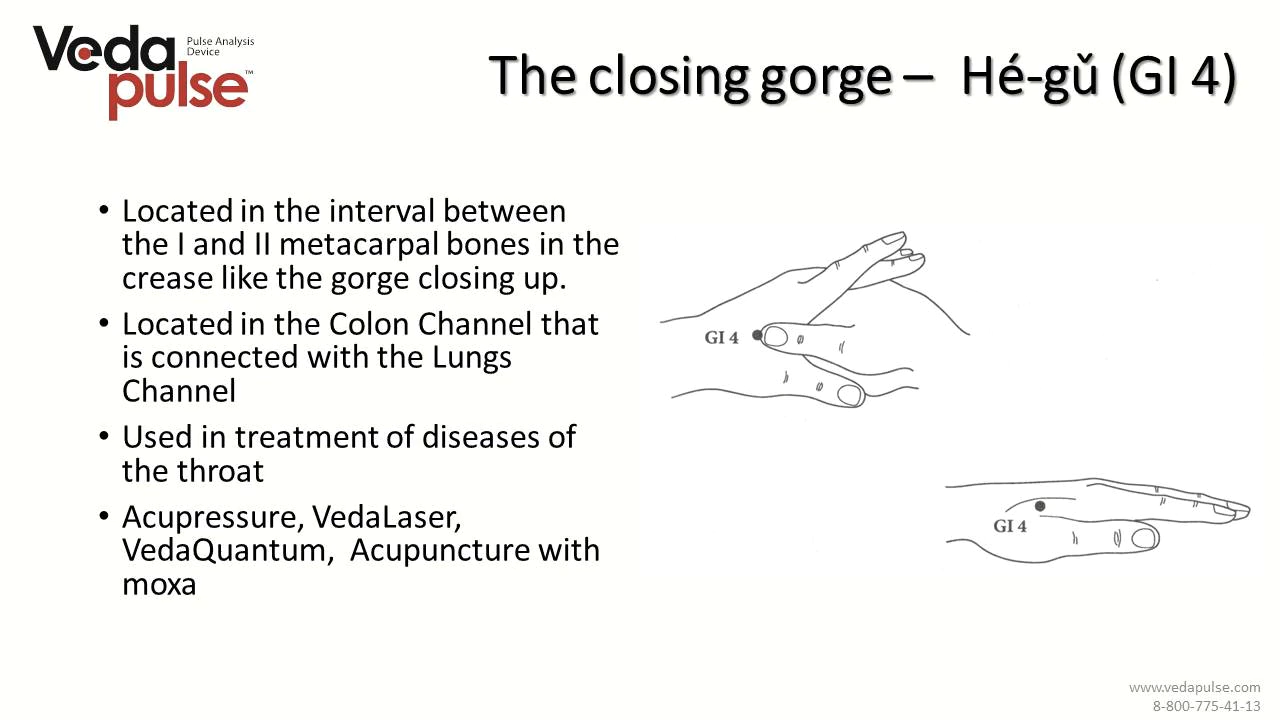 Veda
pulse™
Pulse Analysis
Device
The closing gorge –  Hé-gǔ (GI 4)
• Located in the interval between
the I and II metacarpal bones in the
crease like the gorge closing up.
• Located in the Colon Channel that
is connected with the Lungs
Channel
• Used in treatment of diseases of
the throat
• Acupressure, VedaLaser,
VedaQuantum,  Acupuncture with
moxa
GI 4
GI 4
www.vedapulse.com
8-800-775-41-13